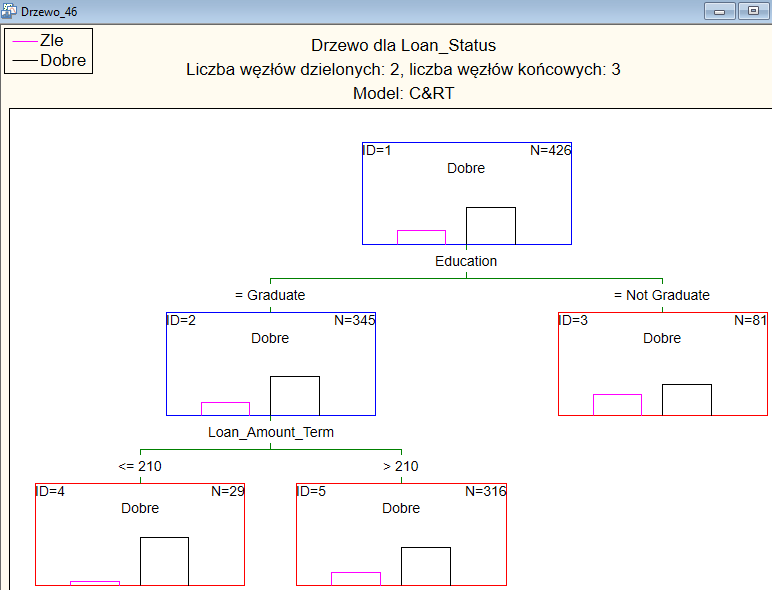 Drzewo_46
Zle
Dobre
Drzewo dla Loan_Status
Liczba węzłów dzielonych: 2, liczba węzłów końcowych: 3
Model: C&RT
ID=1 N=426
Dobre
Education
= Graduate = Not Graduate
ID=2 N=345 ID=3 N=81
Dobre Dobre
Loan_Amount_Term
<= 210 > 210
ID=4 N=29 ID=5 N=316
Dobre Dobre